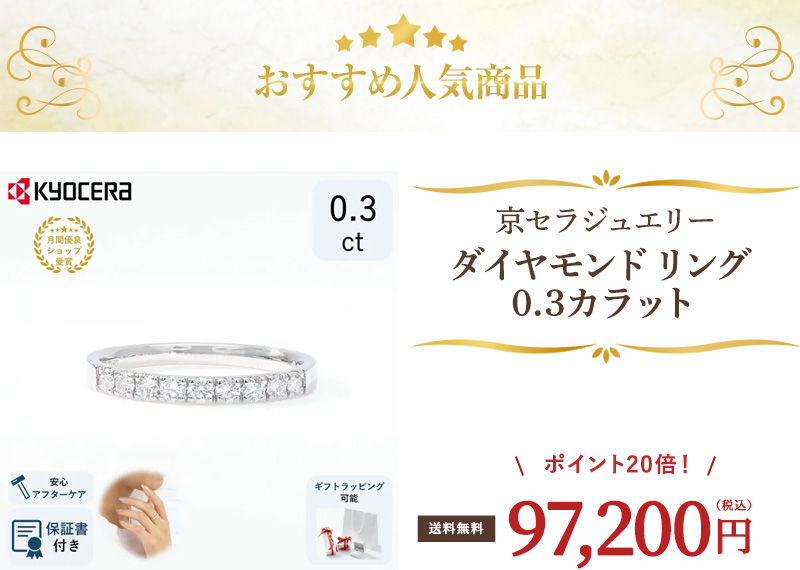 おすすめ人気商品
KYOCERA
0.3
ct
月間優良
ショップ
受賞
京セラジュエリー
ダイヤモンド リング
0.3カラット
安心
アフターケア
保証書
付き
ギフトラッピング
可能
\ ポイント20倍！ /
送料無料
97,200円
(税込)